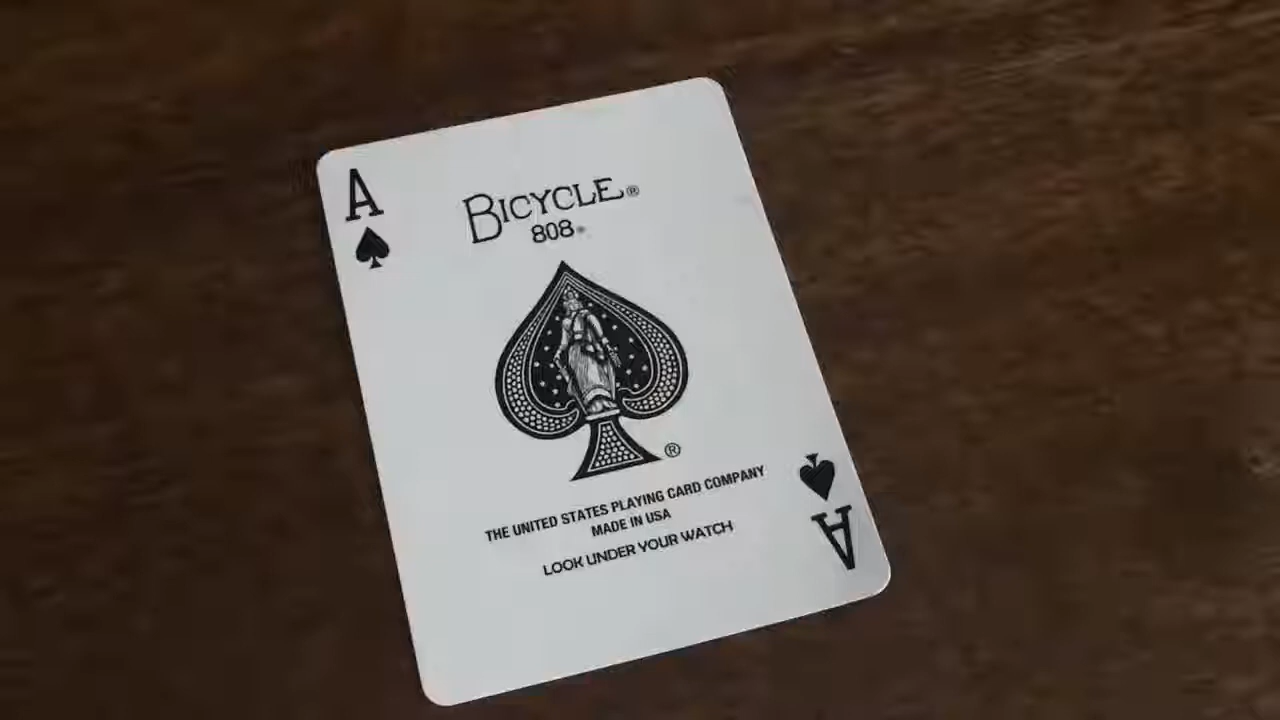 A
BICYCLE®
808®
®
THE UNITED STATES PLAYING CARD COMPANY
MADE IN USA
LOOK UNDER YOUR WATCH
A